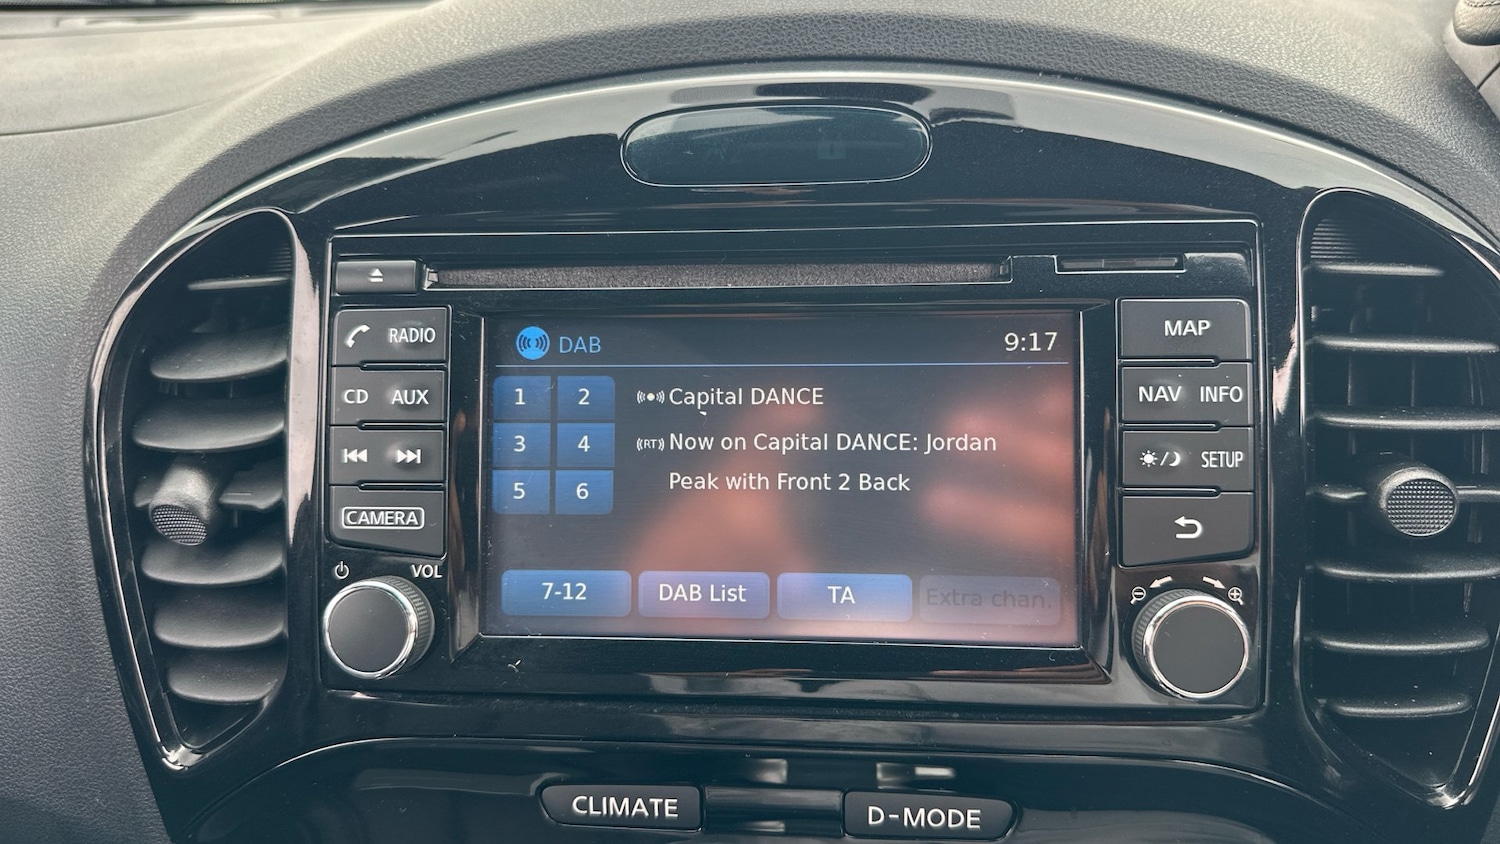 DAB 9:17
RADIO
CD AUX
CAMERA
VOL
1 2
3 4
5 6
Capital DANCE
(RT) Now on Capital DANCE: Jordan
Peak with Front 2 Back
7-12 DAB List TA Extra chan.
MAP
NAV INFO
SETUP
CLIMATE D-MODE